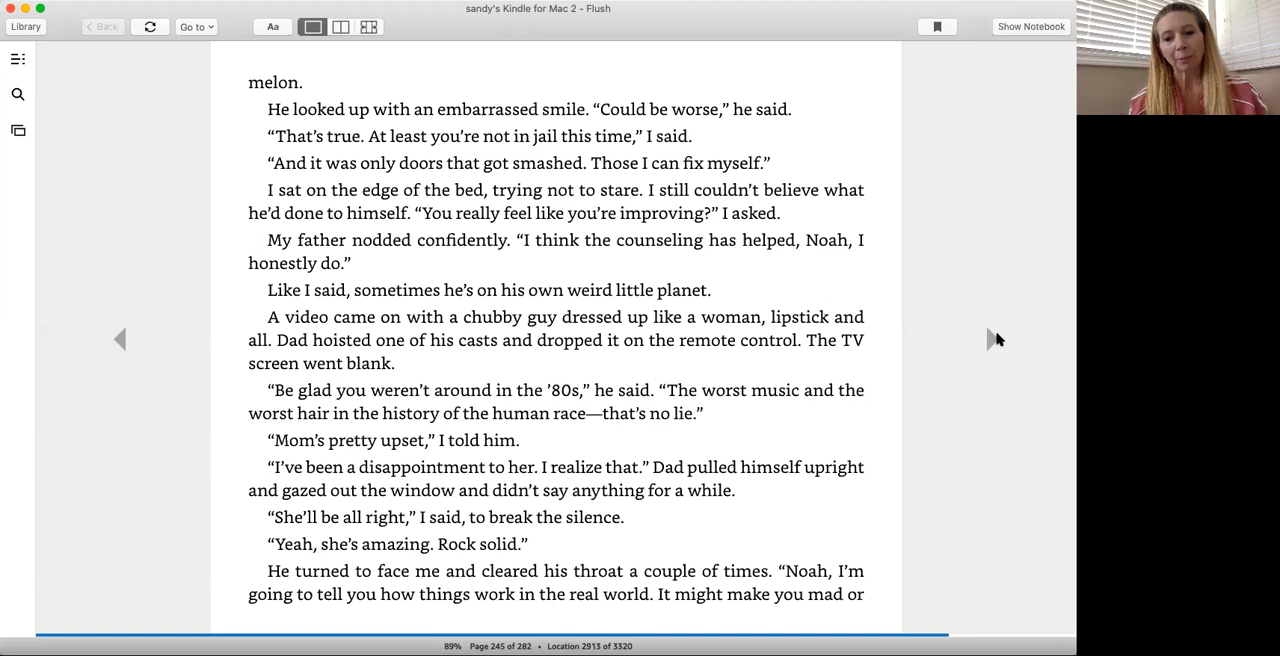 sandy's Kindle for Mac 2 - Flush
Library
Back
Go to
Aa
Show Notebook
melon.
He looked up with an embarrassed smile. “Could be worse,” he said.
“That’s true. At least you’re not in jail this time,” I said.
“And it was only doors that got smashed. Those I can fix myself.”
I sat on the edge of the bed, trying not to stare. I still couldn’t believe what
he’d done to himself. “You really feel like you’re improving?” I asked.
My father nodded confidently. “I think the counseling has helped, Noah, I
honestly do.”
Like I said, sometimes he’s on his own weird little planet.
A video came on with a chubby guy dressed up like a woman, lipstick and
all. Dad hoisted one of his casts and dropped it on the remote control. The TV
screen went blank.
“Be glad you weren’t around in the ’80s,” he said. “The worst music and the
worst hair in the history of the human race—that’s no lie.”
“Mom’s pretty upset,” I told him.
“I’ve been a disappointment to her. I realize that.” Dad pulled himself upright
and gazed out the window and didn’t say anything for a while.
“She’ll be all right,” I said, to break the silence.
“Yeah, she’s amazing. Rock solid.”
He turned to face me and cleared his throat a couple of times. “Noah, I’m
going to tell you how things work in the real world. It might make you mad or
89% Page 245 of 282 • Location 2913 of 3320